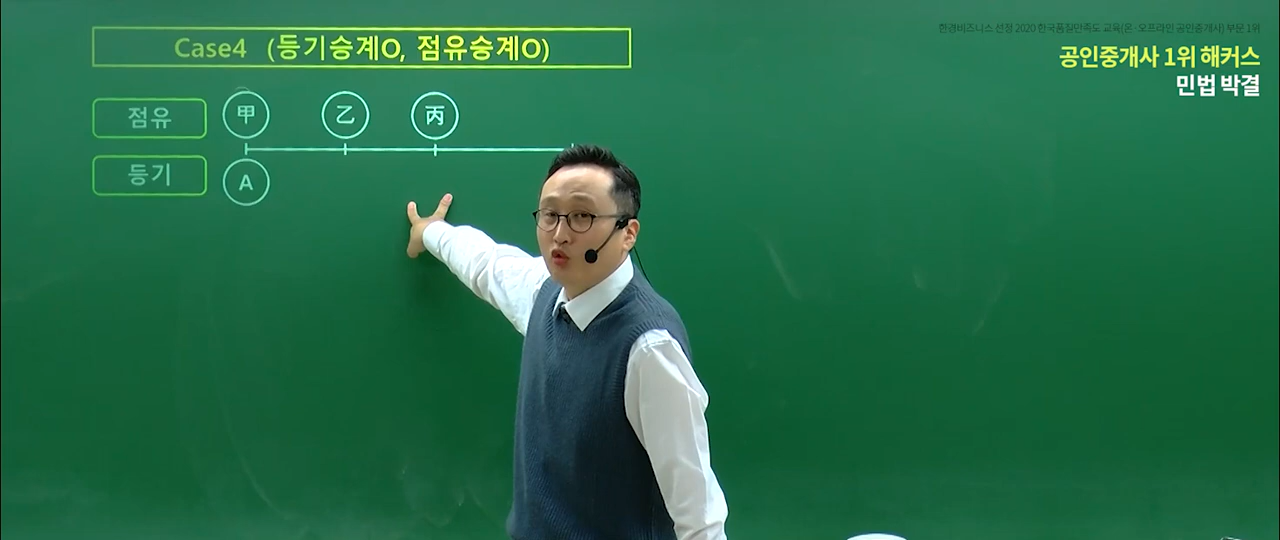 Case4 (등기승계O, 점유승계O)
점유 甲 乙 丙
등기 A
한경비즈니스 선정 2020 한국품질만족도 교육(온·오프라인 공인중개사) 부문 1위
공인중개사 1위 해커스
민법 박결